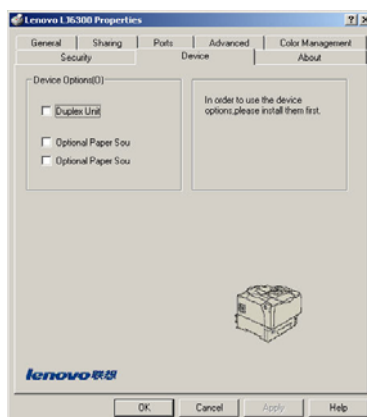 Lenovo LJ6300 Properties
General
Sharing
Ports
Advanced
Color Management
Security
Device
About
Device Options(O)
Duplex Unit
Optional Paper Sou
Optional Paper Sou
In order to use the device
options,please install them first.
lenovo联想
OK
Cancel
Apply
Help